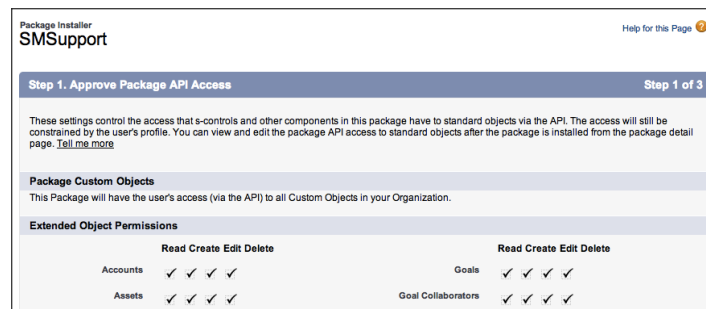 Package Installer
SMSupport
Help for this Page
Step 1. Approve Package API Access Step 1 of 3
These settings control the access that s-controls and other components in this package have to standard objects via the API. The access will still be
constrained by the user's profile. You can view and edit the package API access to standard objects after the package is installed from the package detail
page. Tell me more
Package Custom Objects
This Package will have the user's access (via the API) to all Custom Objects in your Organization.
Extended Object Permissions
Read Create Edit Delete Read Create Edit Delete
Accounts Goals
Assets Goal Collaborators